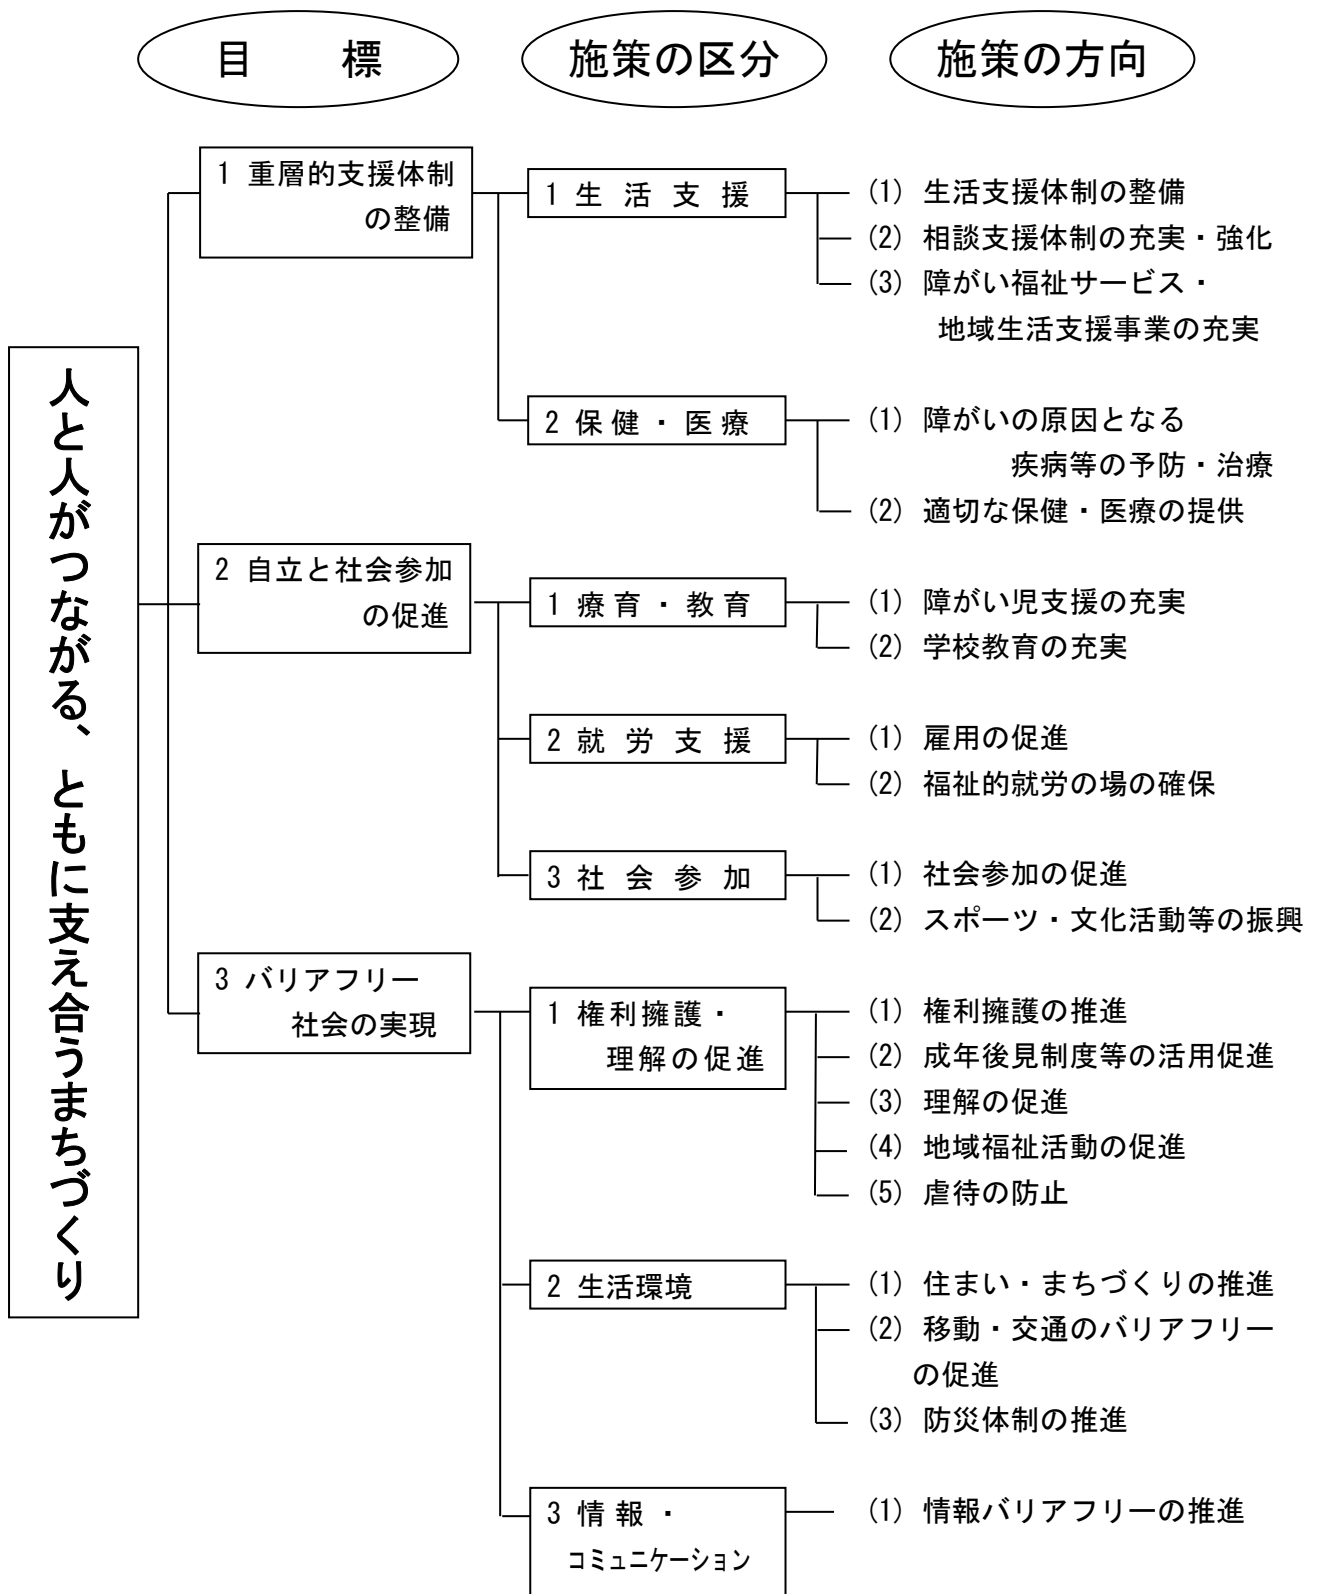 目　標
施策の区分
施策の方向
人と人がつながる、ともに支え合うまちづくり
1 重層的支援体制
の整備
1 生活支援
(1) 生活支援体制の整備
(2) 相談支援体制の充実・強化
(3) 障がい福祉サービス・
地域生活支援事業の充実
2 保健・医療
(1) 障がいの原因となる
疾病等の予防・治療
(2) 適切な保健・医療の提供
2 自立と社会参加
の促進
1 療育・教育
(1) 障がい児支援の充実
(2) 学校教育の充実
2 就労支援
(1) 雇用の促進
(2) 福祉的就労の場の確保
3 社会参加
(1) 社会参加の促進
(2) スポーツ・文化活動等の振興
3 バリアフリー
社会の実現
1 権利擁護・
理解の促進
(1) 権利擁護の推進
(2) 成年後見制度等の活用促進
(3) 理解の促進
(4) 地域福祉活動の促進
(5) 虐待の防止
2 生活環境
(1) 住まい・まちづくりの推進
(2) 移動・交通のバリアフリー
の促進
(3) 防災体制の推進
3 情報・
コミュニケーション
(1) 情報バリアフリーの推進